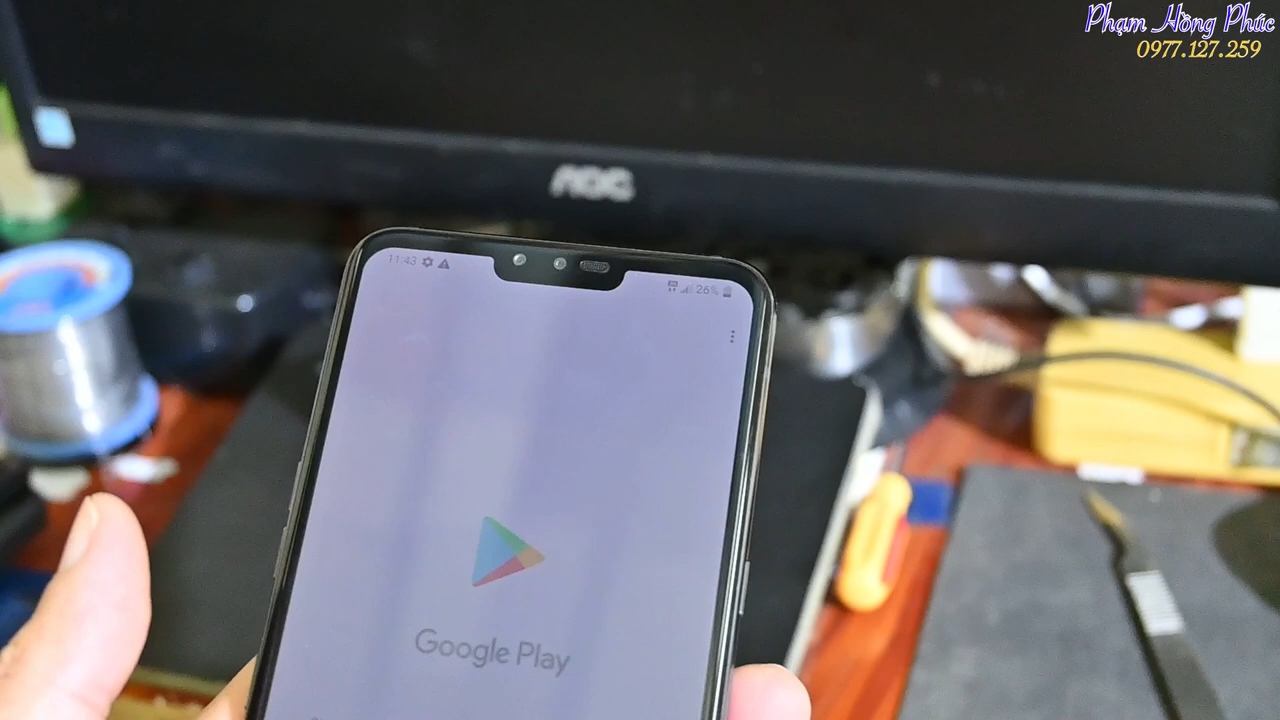 Phạm Hồng Phúc
0977.127.259
AOC
11:43
26%
Google Play